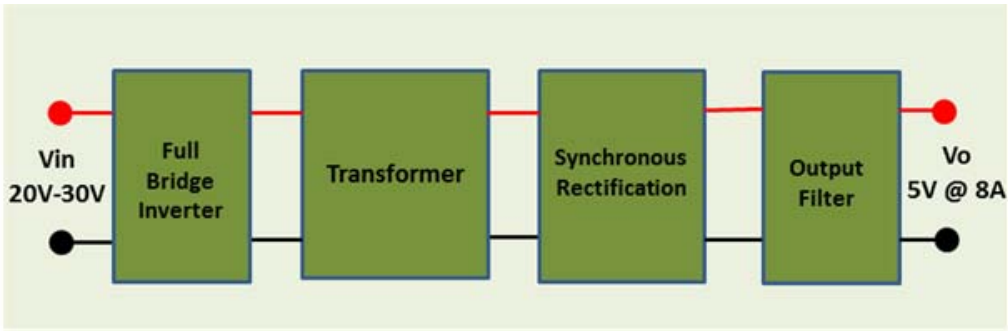 Vin
20V-30V
Full
Bridge
Inverter
Transformer
Synchronous
Rectification
Output
Filter
Vo
5V @ 8A